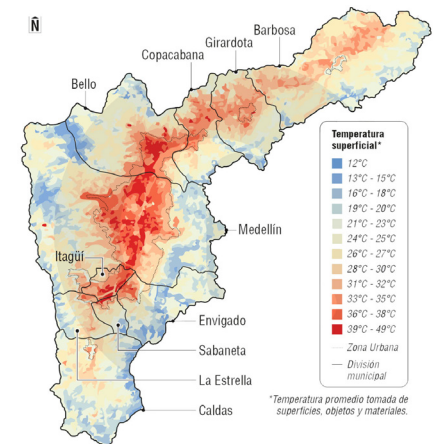 N
Barbosa
Girardota
Copacabana
Bello
Medellín
Itagüí
Envigado
Sabaneta
La Estrella
Caldas
Temperatura
superficial*
12°C
13°C - 15°C
16°C - 18°C
19°C - 20°C
21°C - 23°C
24°C - 25°C
26°C - 27°C
28°C - 30°C
31°C - 32°C
33°C - 35°C
36°C - 38°C
39°C - 49°C
Zona Urbana
División
municipal
*Temperatura promedio tomada de
superficies, objetos y materiales.